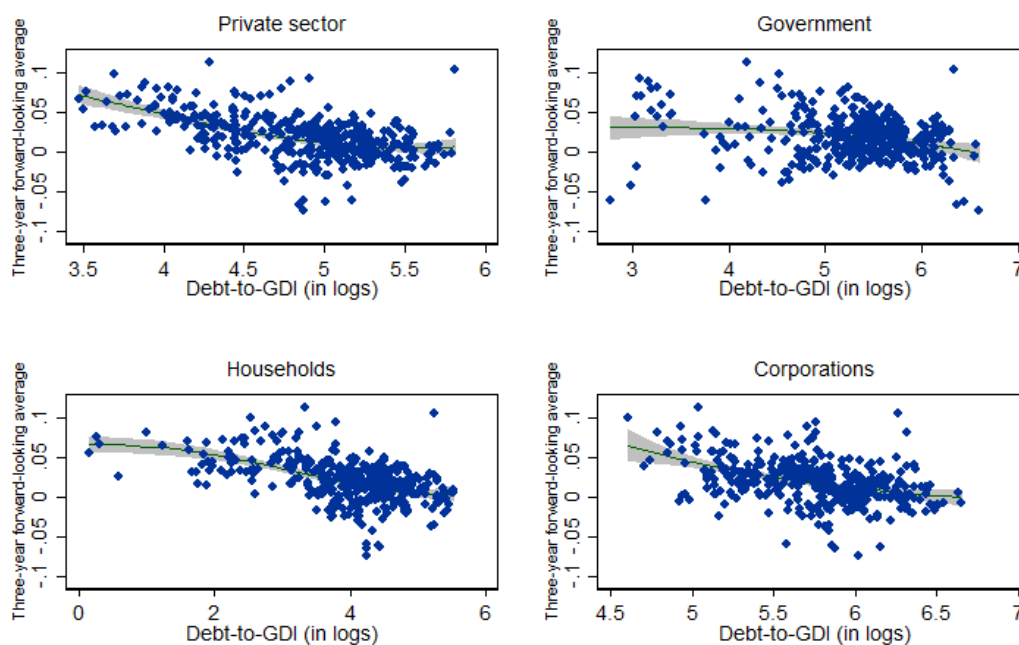 Private sector
Three-year forward-looking average
-.1 -.05 0 .05 .1
3.5 4 4.5 5 5.5 6
Debt-to-GDI (in logs)
Government
Three-year forward-looking average
-.1 -.05 0 .05 .1
3 4 5 6 7
Debt-to-GDI (in logs)
Households
Three-year forward-looking average
-.1 -.05 0 .05 .1
0 2 4 6
Debt-to-GDI (in logs)
Corporations
Three-year forward-looking average
-.1 -.05 0 .05 .1
4.5 5 5.5 6 6.5 7
Debt-to-GDI (in logs)